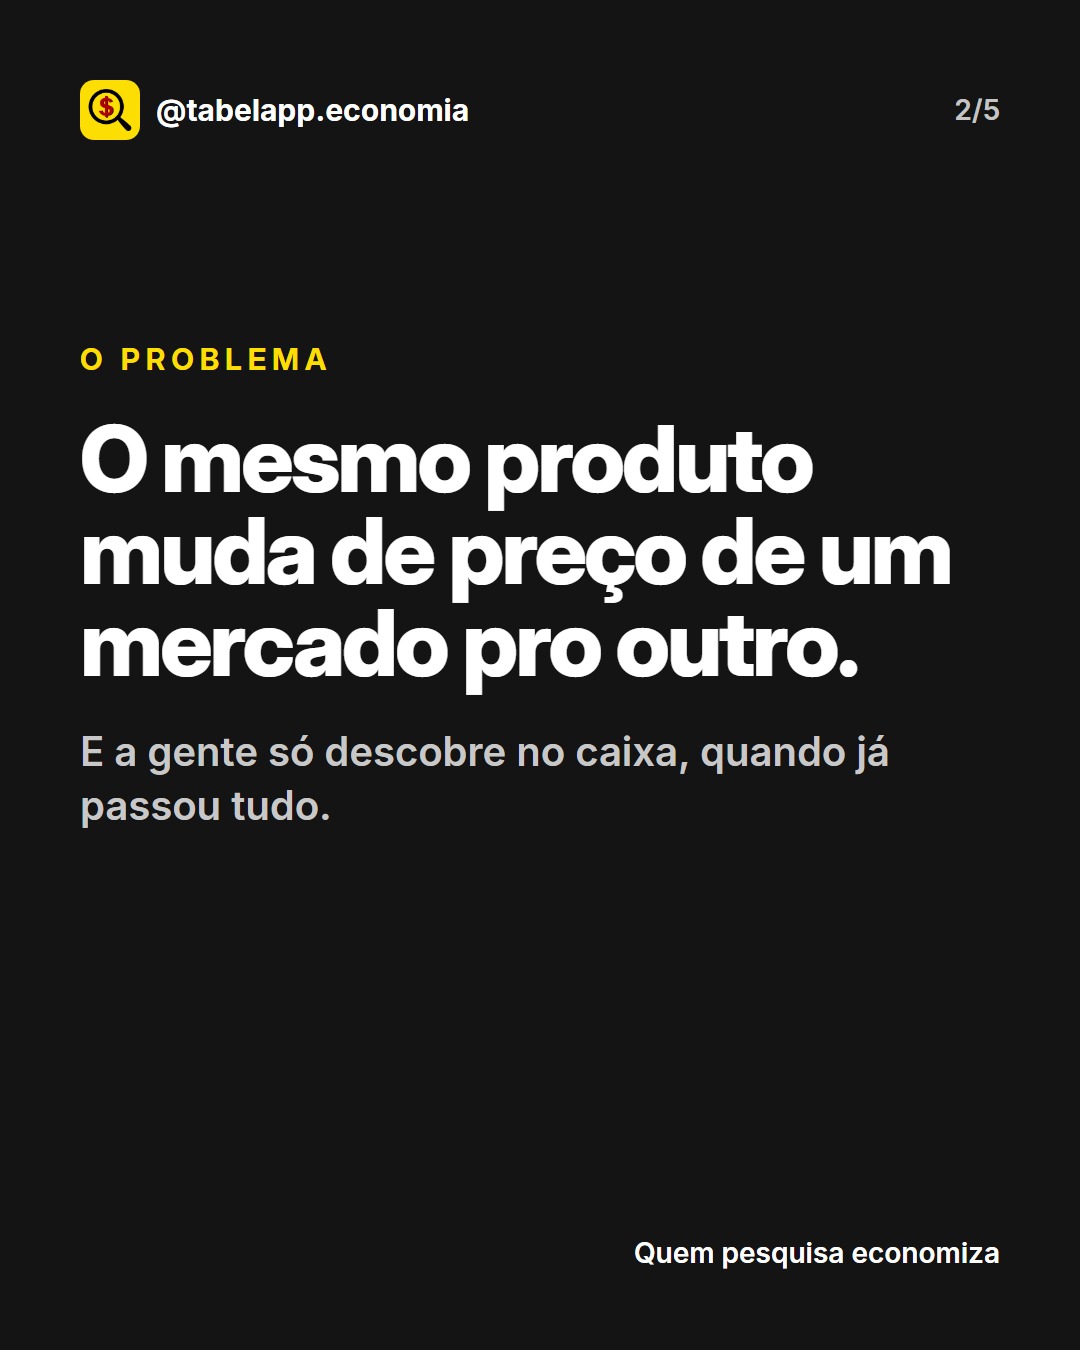 $
@tabelapp.economia
2/5
O PROBLEMA
O mesmo produto
muda de preço de um
mercado pro outro.
E a gente só descobre no caixa, quando já
passou tudo.
Quem pesquisa economiza